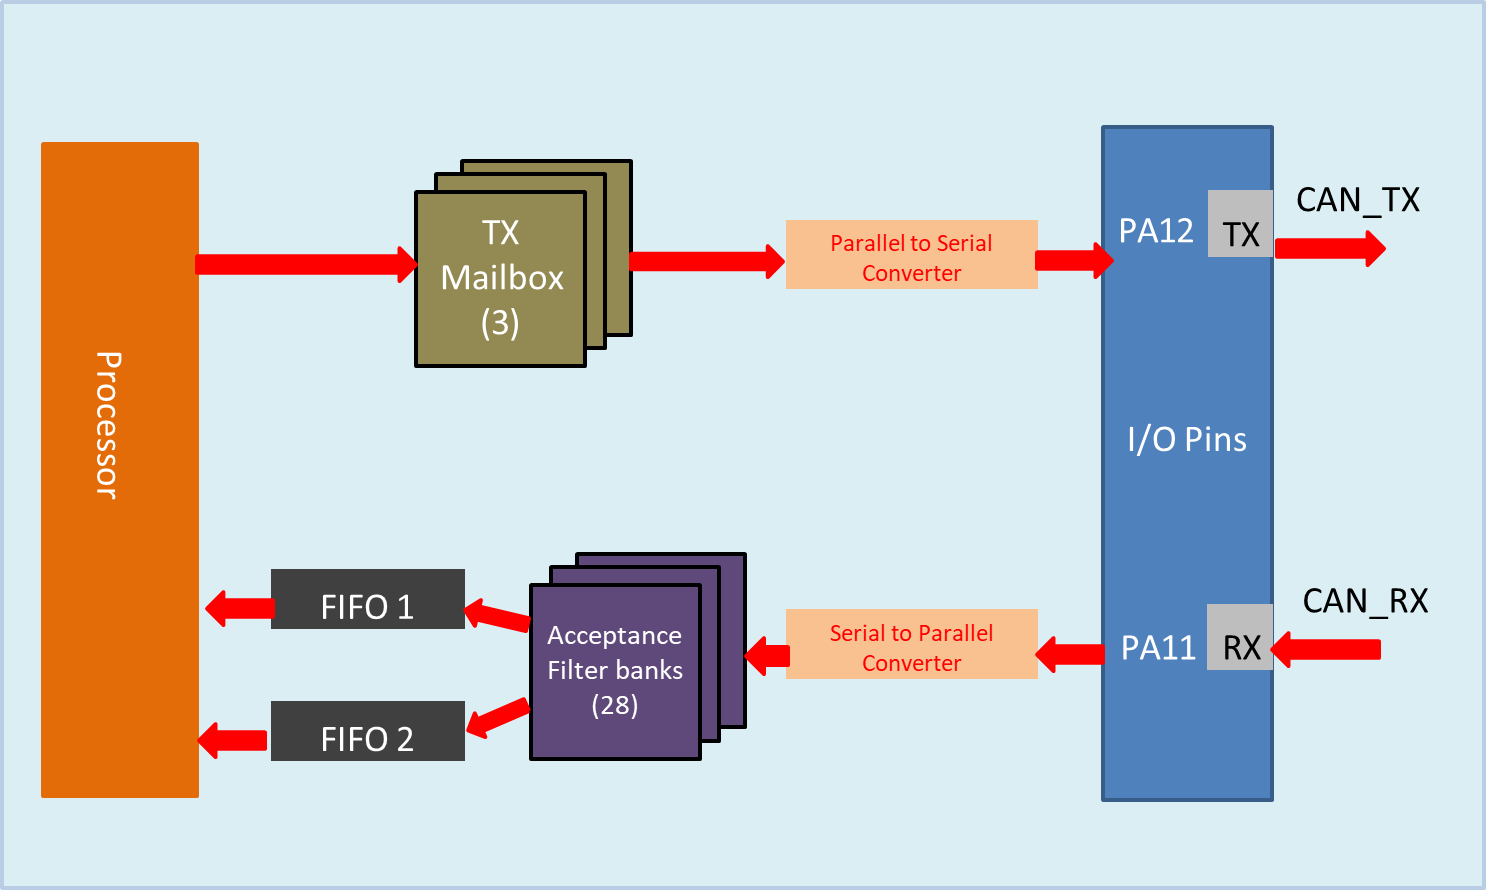 Processor
TX
Mailbox
(3)
Parallel to Serial
Converter
PA12
TX
CAN_TX
I/O Pins
FIFO 1
FIFO 2
Acceptance
Filter banks
(28)
Serial to Parallel
Converter
PA11
RX
CAN_RX